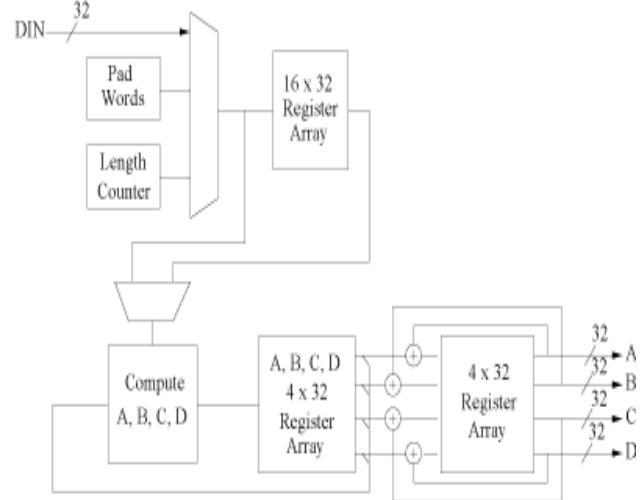 32
DIN
Pad
Words
16 x 32
Register
Array
Length
Counter
Compute
A, B, C, D
A, B, C, D
4 x 32
Register
Array
+
+
+
+
4 x 32
Register
Array
32
A
32
B
32
C
32
D